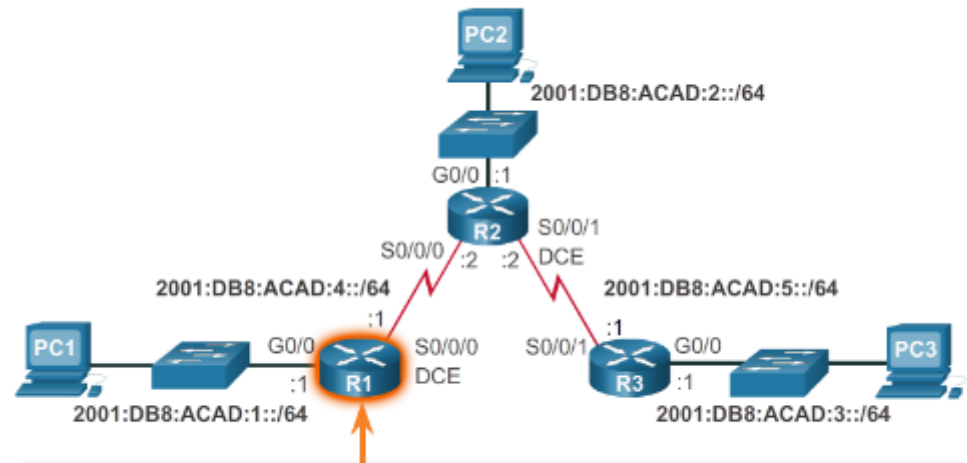 PC2
2001:DB8:ACAD:2::/64
G0/0 :1
R2
S0/0/1
DCE
S0/0/0
:2 :2
2001:DB8:ACAD:4::/64
2001:DB8:ACAD:5::/64
:1
:1
PC1
G0/0
S0/0/0
DCE
:1
R1
S0/0/1
G0/0
R3
:1
PC3
2001:DB8:ACAD:1::/64
2001:DB8:ACAD:3::/64